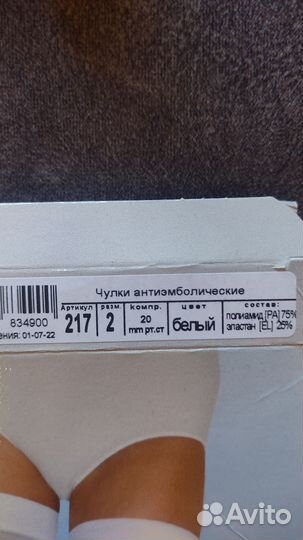 Чулки антиэмболические
Артикул разм. компр. цвет состав:
217 2 20 mm рт.ст белый полиамид [PA] 75%
эластан [EL] 25%
834900
ения: 01-07-22
Avito